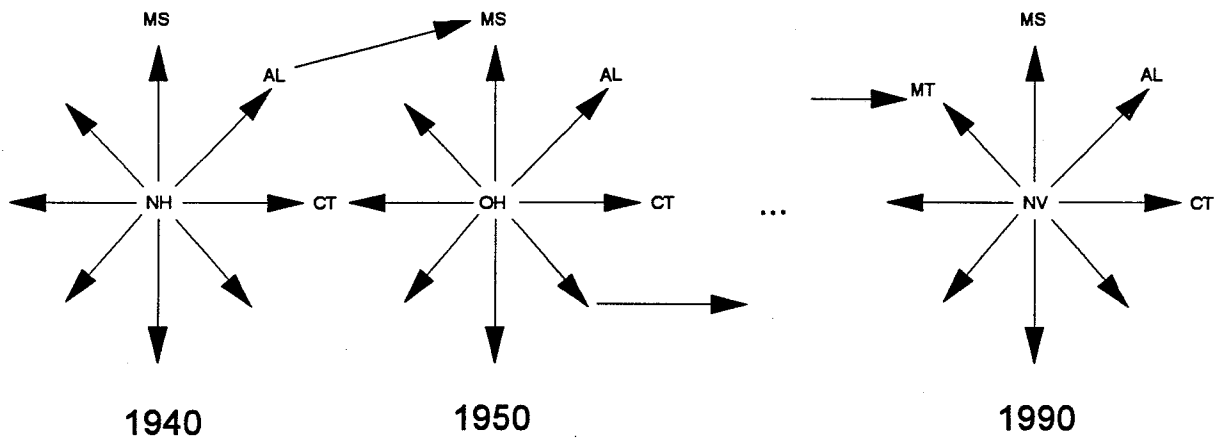 MS MS MS
AL AL MT AL
NH CT OH CT ... NV CT
1940 1950 1990